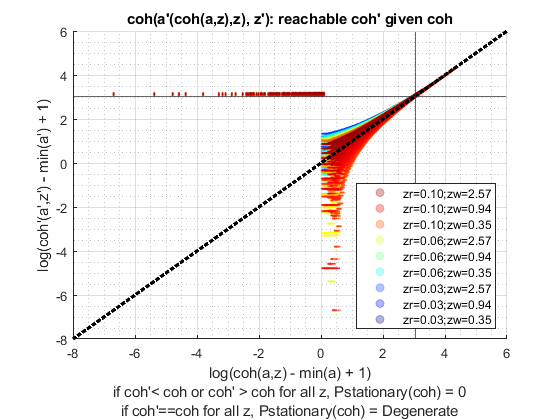 coh(a'(coh(a,z),z), z'): reachable coh' given coh
6
4
2
0
-2
-4
-6
-8
log(coh'(a',z') - min(a') + 1)
zr=0.10;zw=2.57
zr=0.10;zw=0.94
zr=0.10;zw=0.35
zr=0.06;zw=2.57
zr=0.06;zw=0.94
zr=0.06;zw=0.35
zr=0.03;zw=2.57
zr=0.03;zw=0.94
zr=0.03;zw=0.35
-8 -6 -4 -2 0 2 4 6
log(coh(a,z) - min(a) + 1)
if coh'< coh or coh' > coh for all z, Pstationary(coh) = 0
if coh'==coh for all z, Pstationary(coh) = Degenerate